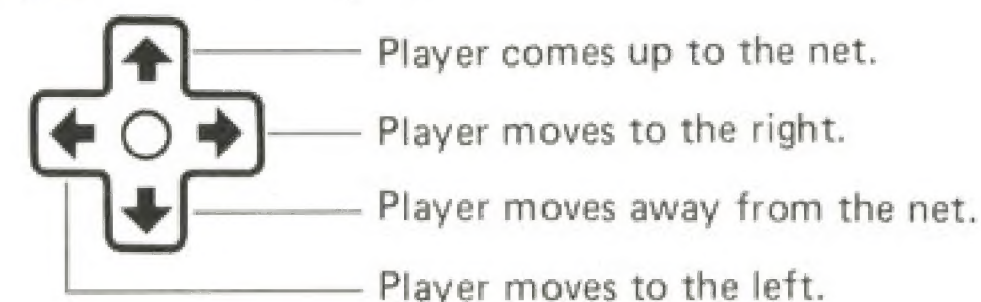 Player comes up to the net.
Player moves to the right.
Player moves away from the net.
Player moves to the left.